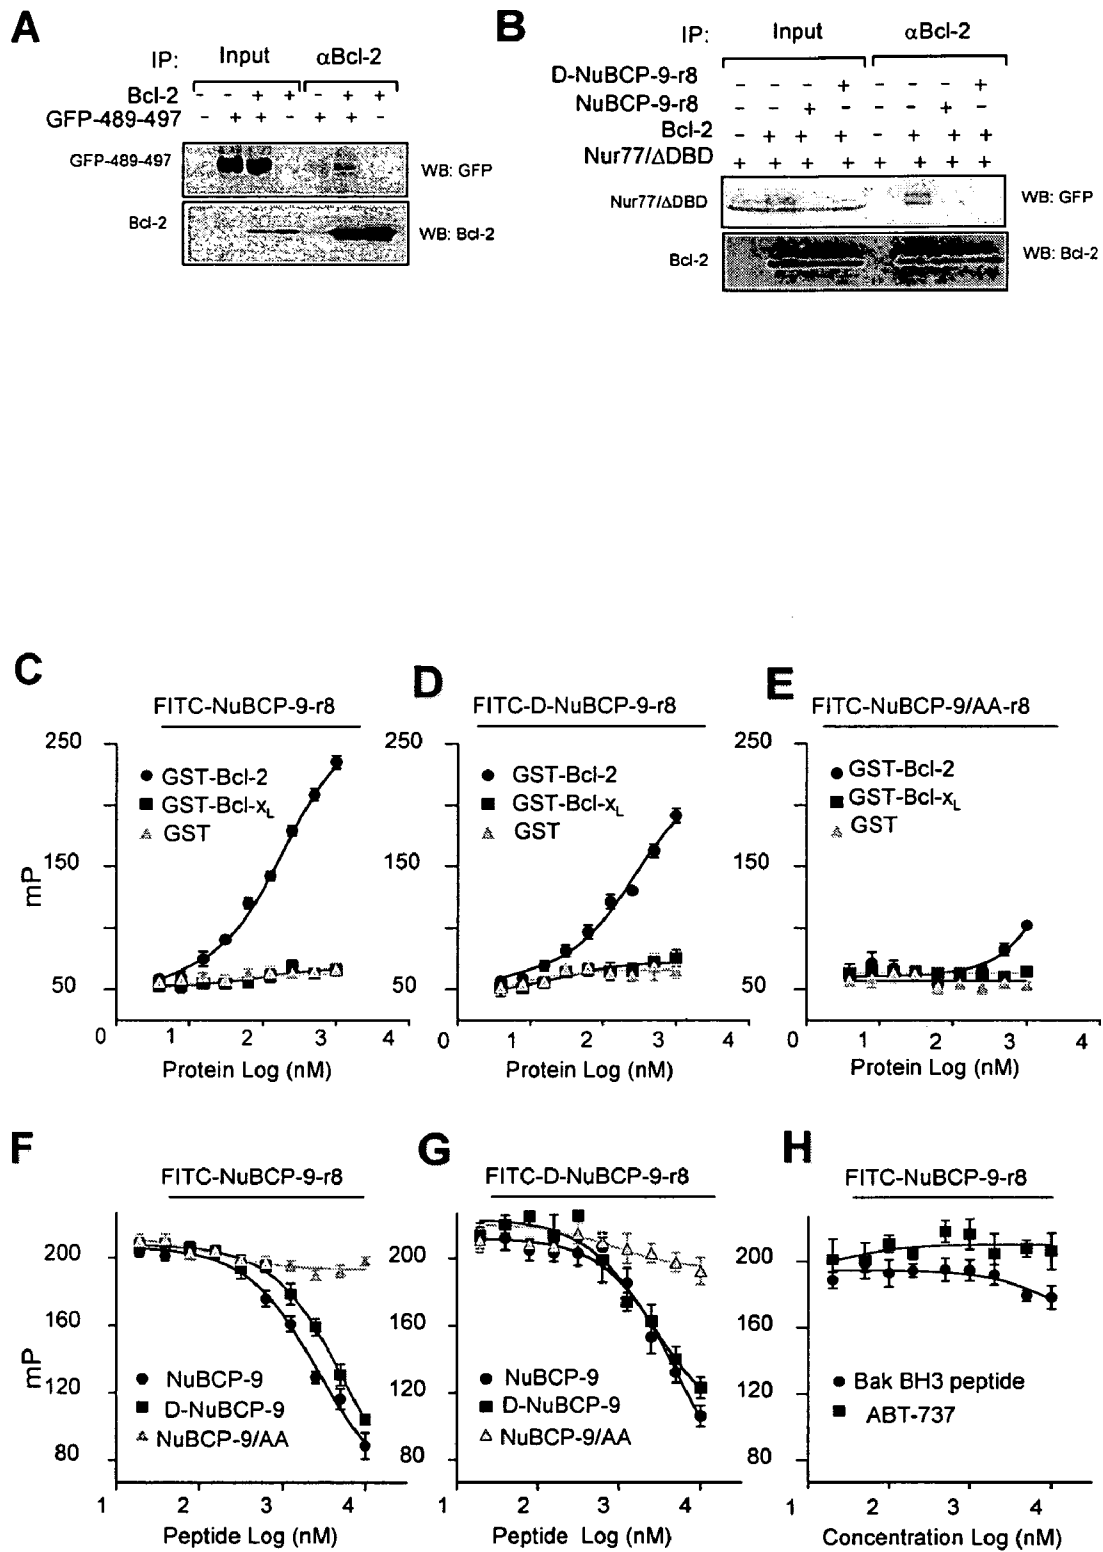 A
IP: Input αBcl-2
Bcl-2 - - + + - + +
GFP-489-497 - + + - + + -
GFP-489-497
WB: GFP
Bcl-2
WB: Bcl-2
B
IP: Input αBcl-2
D-NuBCP-9-r8 - - - + - - - +
NuBCP-9-r8 - - + - - - + -
Bcl-2 - + + + - + + +
Nur77/ΔDBD + + + + + + + +
Nur77/ΔDBD
WB: GFP
Bcl-2
WB: Bcl-2
C
FITC-NuBCP-9-r8
250
150
50
mP
GST-Bcl-2
GST-Bcl-xL
GST
0 1 2 3 4
Protein Log (nM)
D
FITC-D-NuBCP-9-r8
250
150
50
GST-Bcl-2
GST-Bcl-xL
GST
0 1 2 3 4
Protein Log (nM)
E
FITC-NuBCP-9/AA-r8
250
150
50
GST-Bcl-2
GST-Bcl-xL
GST
0 1 2 3 4
Protein Log (nM)
F
FITC-NuBCP-9-r8
200
160
120
80
mP
NuBCP-9
D-NuBCP-9
NuBCP-9/AA
1 2 3 4
Peptide Log (nM)
G
FITC-D-NuBCP-9-r8
200
160
120
80
NuBCP-9
D-NuBCP-9
NuBCP-9/AA
1 2 3 4
Peptide Log (nM)
H
FITC-NuBCP-9-r8
200
160
120
80
Bak BH3 peptide
ABT-737
1 2 3 4
Concentration Log (nM)